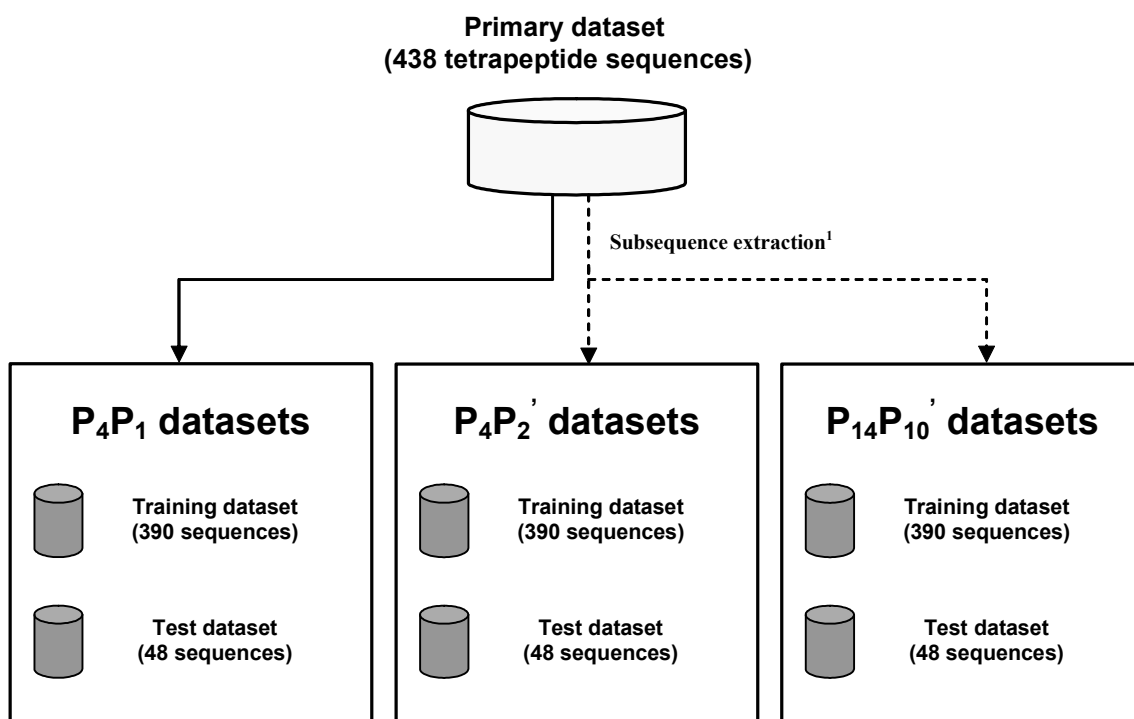 Primary dataset
(438 tetrapeptide sequences)
Subsequence extraction¹
P₄P₁ datasets
Training dataset
(390 sequences)
Test dataset
(48 sequences)
P₄P₂’ datasets
Training dataset
(390 sequences)
Test dataset
(48 sequences)
P₁₄P₁₀’ datasets
Training dataset
(390 sequences)
Test dataset
(48 sequences)